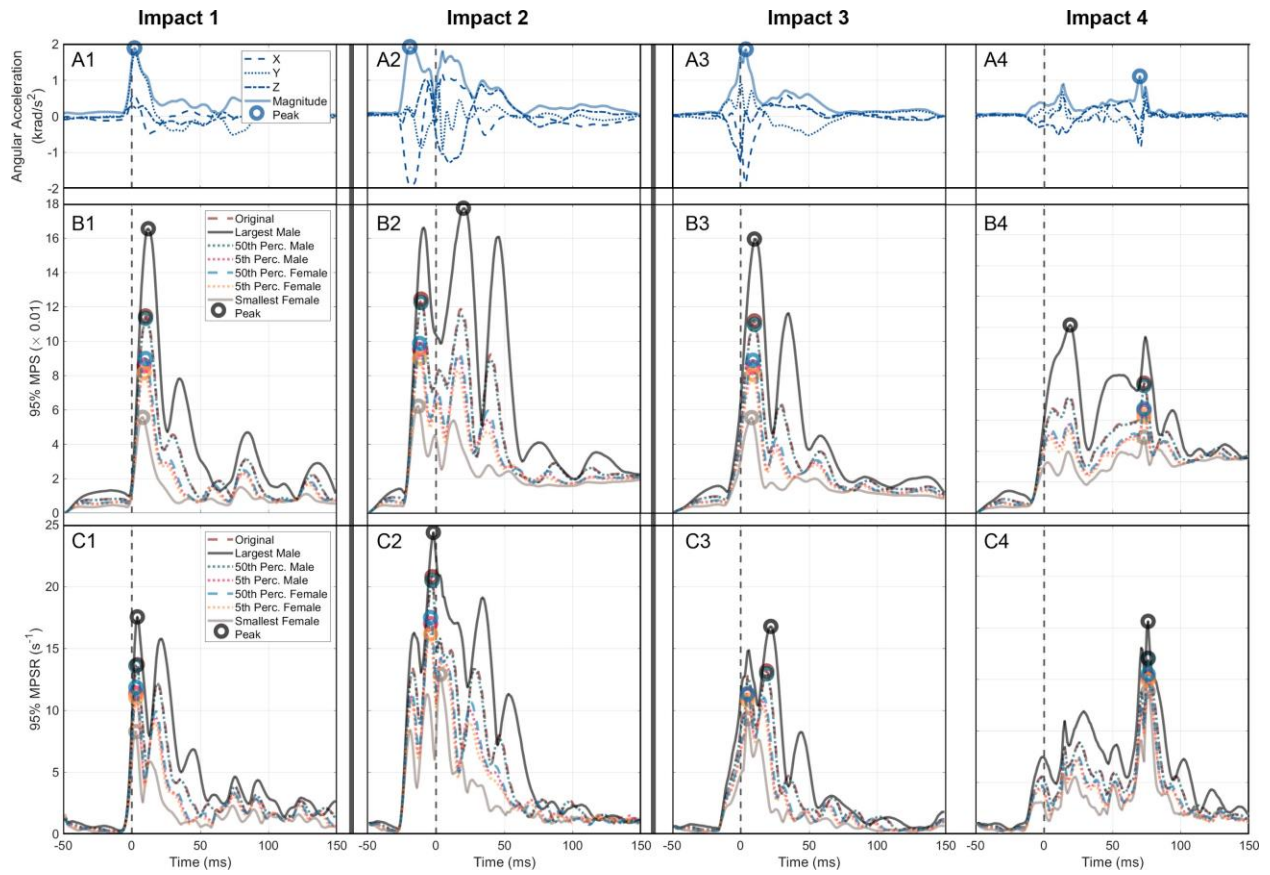 Impact 1
Impact 2
Impact 3
Impact 4
A1
A2
A3
A4
Angular Acceleration
(krad/s²)
2
1
0
-1
-2
X
Y
Z
Magnitude
Peak
B1
B2
B3
B4
95% MPS (× 0.01)
18
16
14
12
10
8
6
4
2
0
Original
Largest Male
50th Perc. Male
5th Perc. Male
50th Perc. Female
5th Perc. Female
Smallest Female
Peak
C1
C2
C3
C4
95% MPSR (s⁻¹)
25
20
15
10
5
0
Original
Largest Male
50th Perc. Male
5th Perc. Male
50th Perc. Female
5th Perc. Female
Smallest Female
Peak
-50 0 50 100 150
-50 0 50 100 150
-50 0 50 100 150
-50 0 50 100 150
Time (ms)
Time (ms)
Time (ms)
Time (ms)